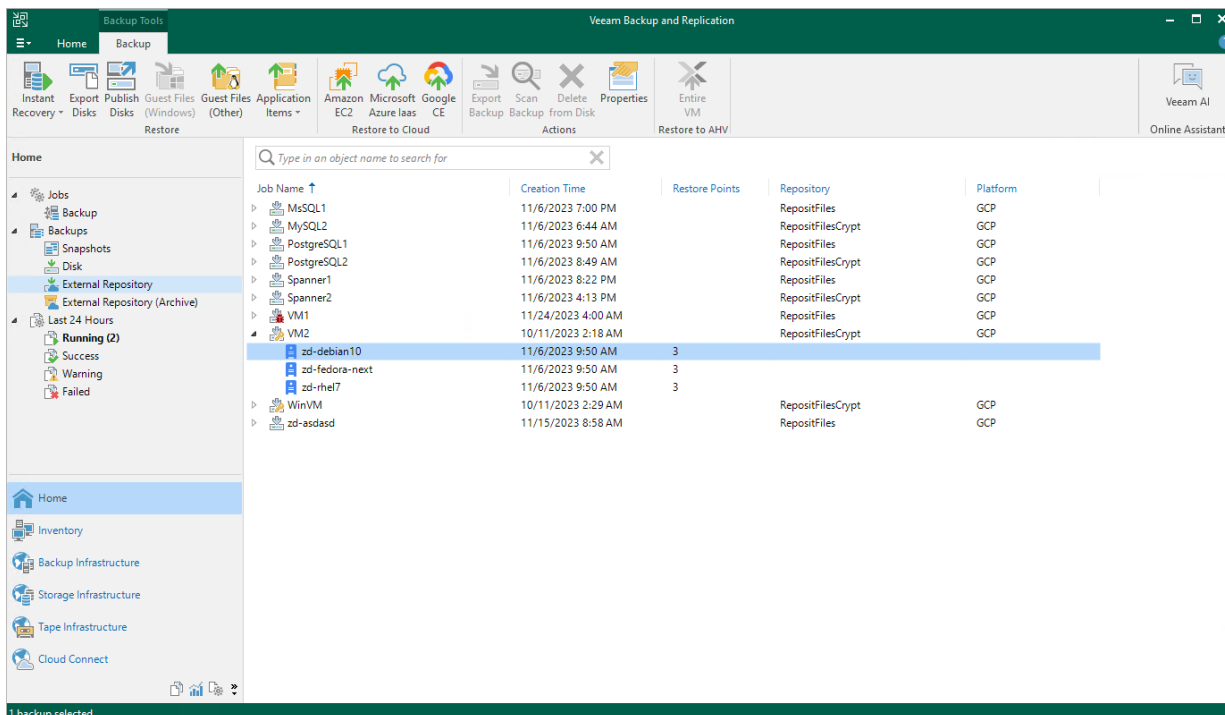 Backup Tools
Veeam Backup and Replication
Home Backup
Instant Recovery
Export Disks
Publish Disks
Guest Files (Windows)
Guest Files (Other)
Application Items
Restore
Amazon EC2
Microsoft Azure Iaas
Google CE
Restore to Cloud
Export Backup
Scan Backup
Delete from Disk
Properties
Actions
Entire VM
Restore to AHV
Veeam AI
Online Assistant
Home
Jobs
Backup
Backups
Snapshots
Disk
External Repository
External Repository (Archive)
Last 24 Hours
Running (2)
Success
Warning
Failed
Home
Inventory
Backup Infrastructure
Storage Infrastructure
Tape Infrastructure
Cloud Connect
Type in an object name to search for
Job Name Creation Time Restore Points Repository Platform
MsSQL1 11/6/2023 7:00 PM RepositFiles GCP
MySQL2 11/6/2023 6:44 AM RepositFilesCrypt GCP
PostgreSQL1 11/6/2023 9:50 AM RepositFiles GCP
PostgreSQL2 11/6/2023 8:49 AM RepositFilesCrypt GCP
Spanner1 11/6/2023 8:22 PM RepositFiles GCP
Spanner2 11/6/2023 4:13 PM RepositFilesCrypt GCP
VM1 11/24/2023 4:00 AM RepositFiles GCP
VM2 10/11/2023 2:18 AM RepositFilesCrypt GCP
zd-debian10 11/6/2023 9:50 AM 3
zd-fedora-next 11/6/2023 9:50 AM 3
zd-rhel7 11/6/2023 9:50 AM 3
WinVM 10/11/2023 2:29 AM RepositFilesCrypt GCP
zd-asdasd 11/15/2023 8:58 AM RepositFiles GCP
1 backup selected